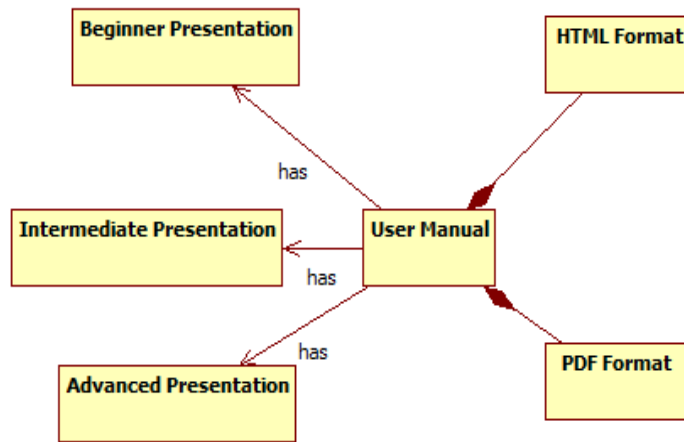 Beginner Presentation
HTML Format
has
Intermediate Presentation
User Manual
has
has
Advanced Presentation
PDF Format